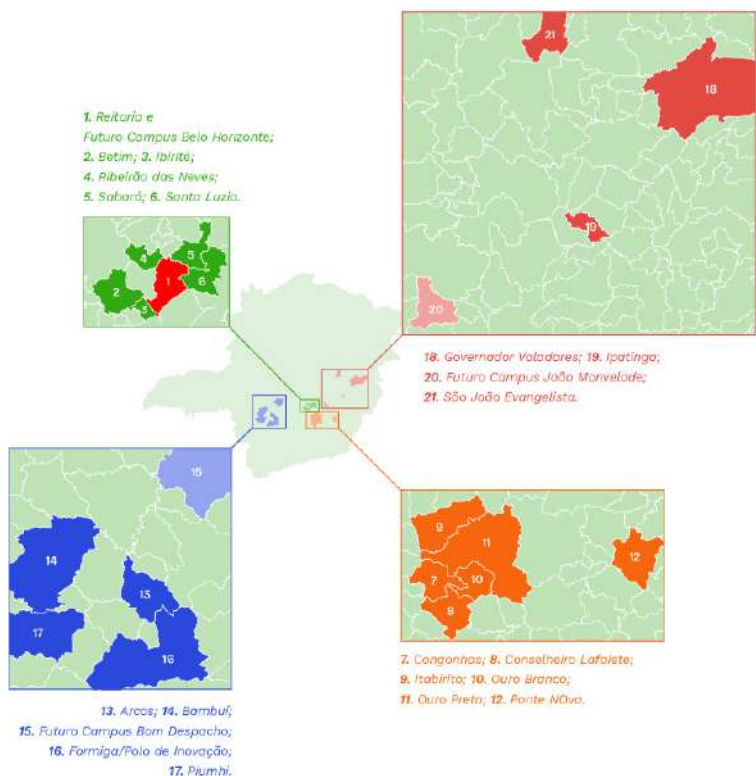 1. Reitoria e
Futuro Campus Belo Horizonte;
2. Betim; 3. Ibirité;
4. Ribeirão das Neves;
5. Sabará; 6. Santa Luzia.
4
5
2
1
6
3
21
18
19
20
18. Governador Valadares; 19. Ipatinga;
20. Futuro Campus João Monvelade;
21. São João Evangelista.
15
14
13
17
16
13. Arcos; 14. Bambuí;
15. Futuro Campus Bom Despacho;
16. Formiga/Polo de Inovação;
17. Piumhi.
9
11
12
7
10
8
7. Congonhas; 8. Conselheiro Lafaiete;
9. Itabirito; 10. Ouro Branco;
11. Ouro Preto; 12. Ponte NOva.